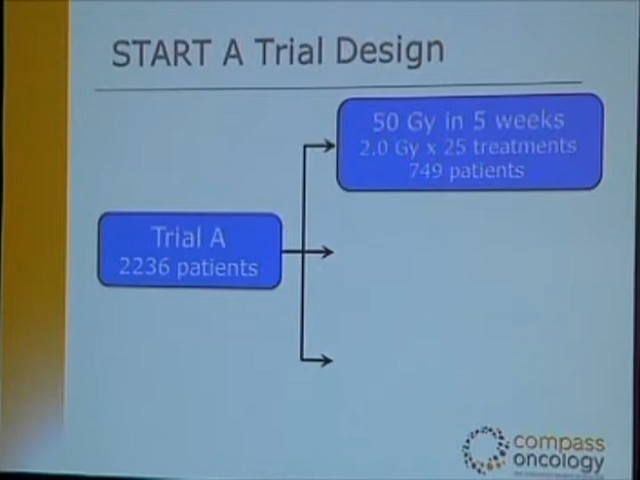 START A Trial Design
50 Gy in 5 weeks
2.0 Gy x 25 treatments
749 patients
Trial A
2236 patients
compass
oncology